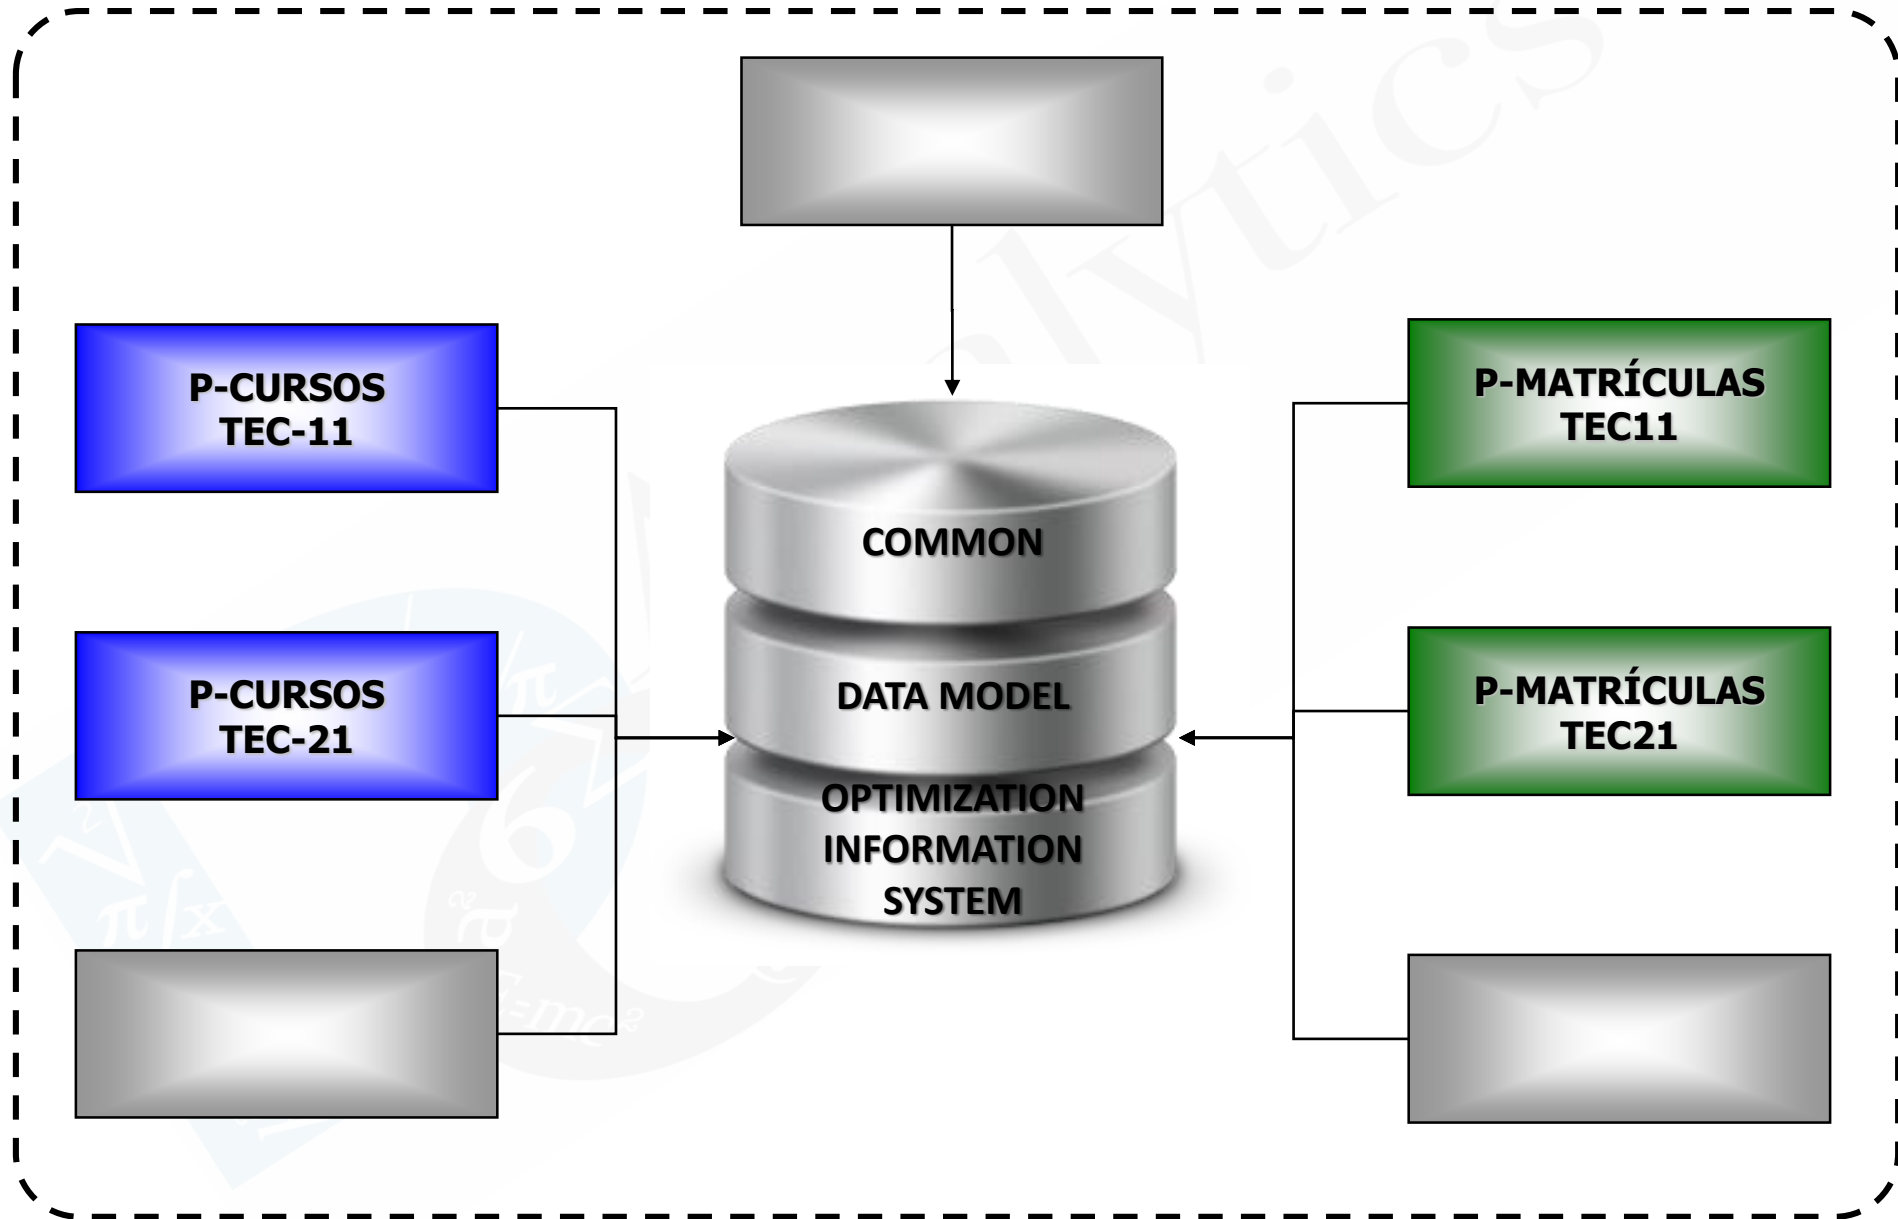 P-CURSOS
TEC-11
P-CURSOS
TEC-21
COMMON
DATA MODEL
OPTIMIZATION
INFORMATION
SYSTEM
P-MATRÍCULAS
TEC11
P-MATRÍCULAS
TEC21